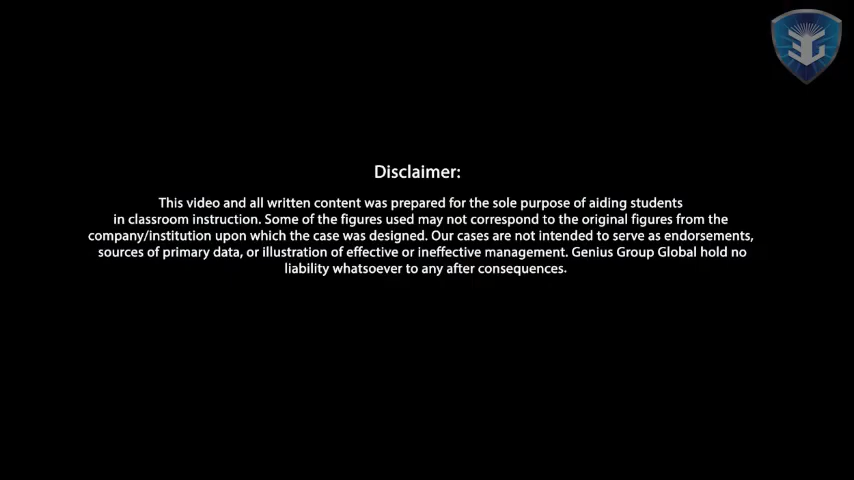 Disclaimer:
This video and all written content was prepared for the sole purpose of aiding students
in classroom instruction. Some of the figures used may not correspond to the original figures from the
company/institution upon which the case was designed. Our cases are not intended to serve as endorsements,
sources of primary data, or illustration of effective or ineffective management. Genius Group Global hold no
liability whatsoever to any after consequences.